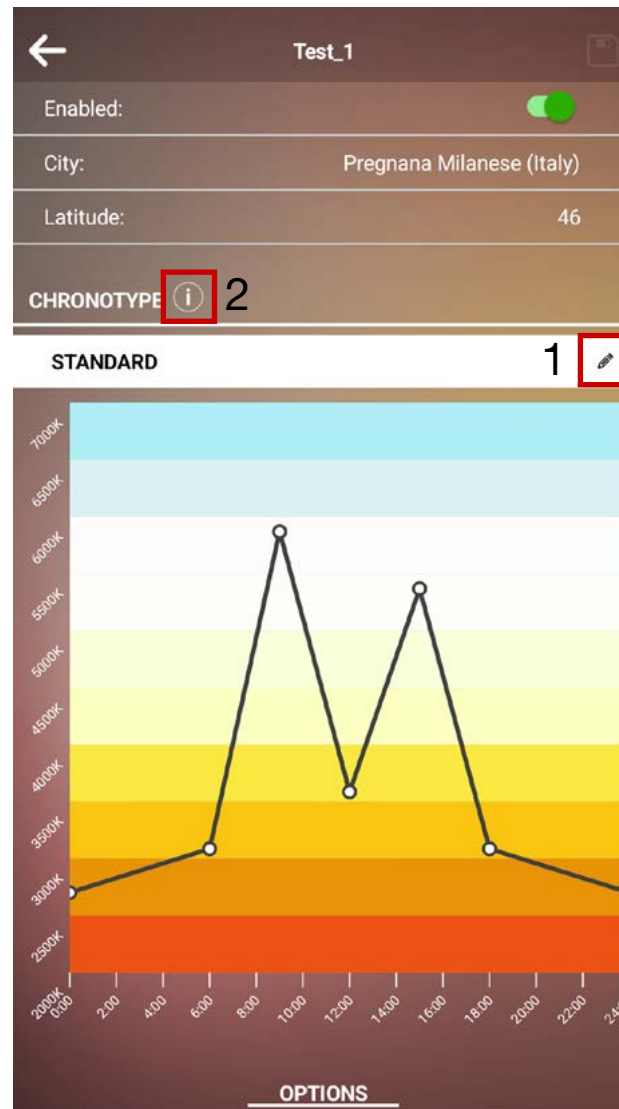 Test_1
Enabled:
City: Pregnana Milanese (Italy)
Latitude: 46
CHRONOTYPE i 2
STANDARD 1
7000K
6500K
6000K
5500K
5000K
4500K
4000K
3500K
3000K
2500K
2000K
0:00 2:00 4:00 6:00 8:00 10:00 12:00 14:00 16:00 18:00 20:00 22:00
OPTIONS